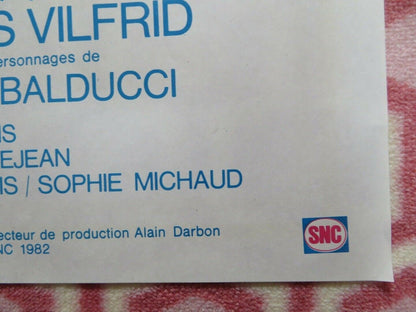 S VILFRID
ersonnages de
BALDUCCI
IS
EJEAN
IS / SOPHIE MICHAUD
ecteur de production Alain Darbon
NC 1982
SNC